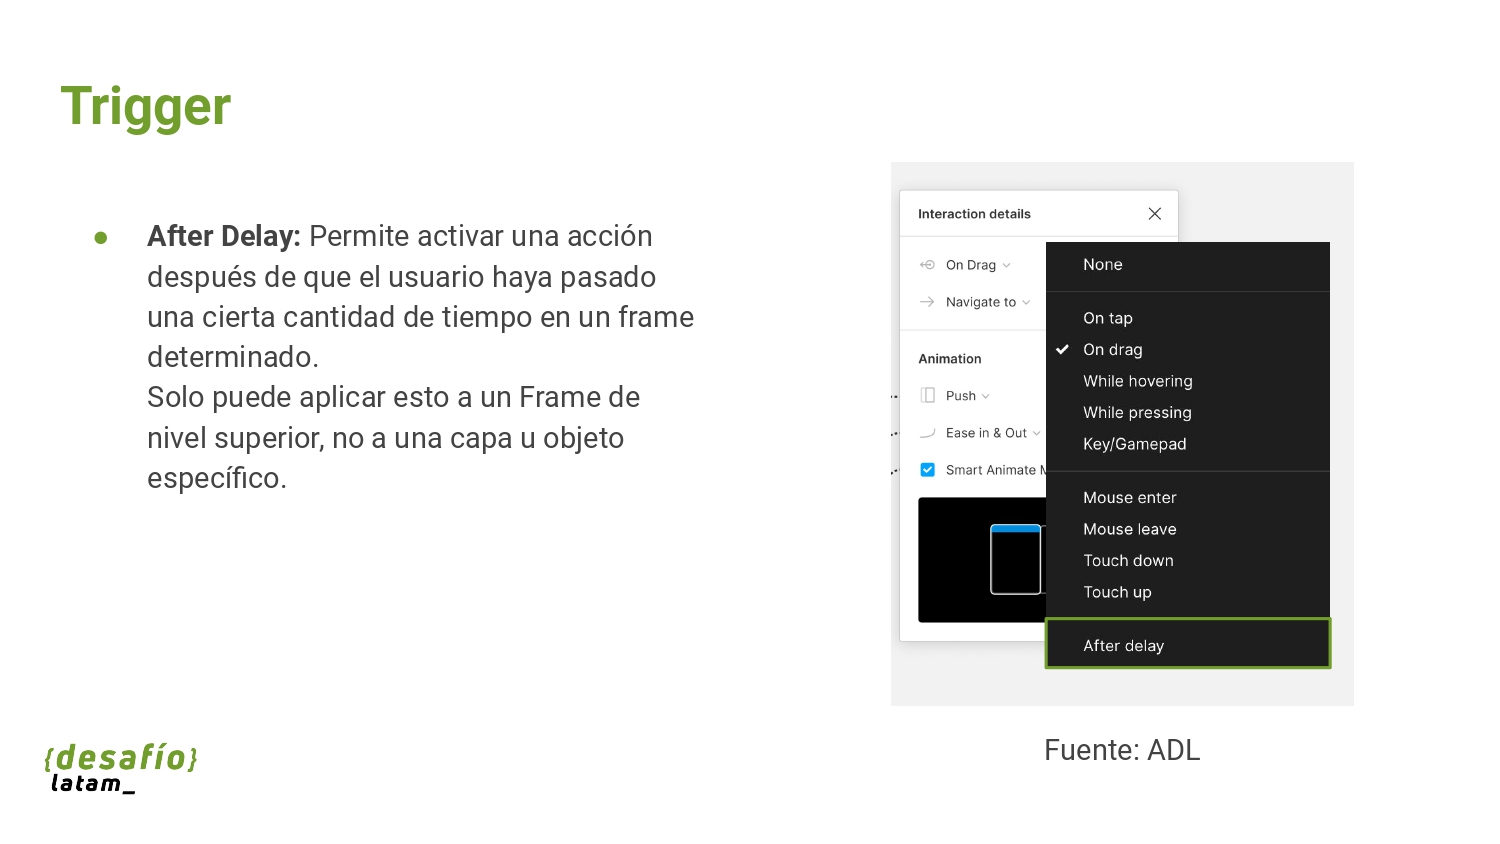 Trigger
● After Delay: Permite activar una acción
después de que el usuario haya pasado
una cierta cantidad de tiempo en un frame
determinado.
Solo puede aplicar esto a un Frame de
nivel superior, no a una capa u objeto
específico.
Interaction details
On Drag
Navigate to
Animation
Push
Ease in & Out
Smart Animate M
None
On tap
On drag
While hovering
While pressing
Key/Gamepad
Mouse enter
Mouse leave
Touch down
Touch up
After delay
Fuente: ADL
{desafío}
latam_